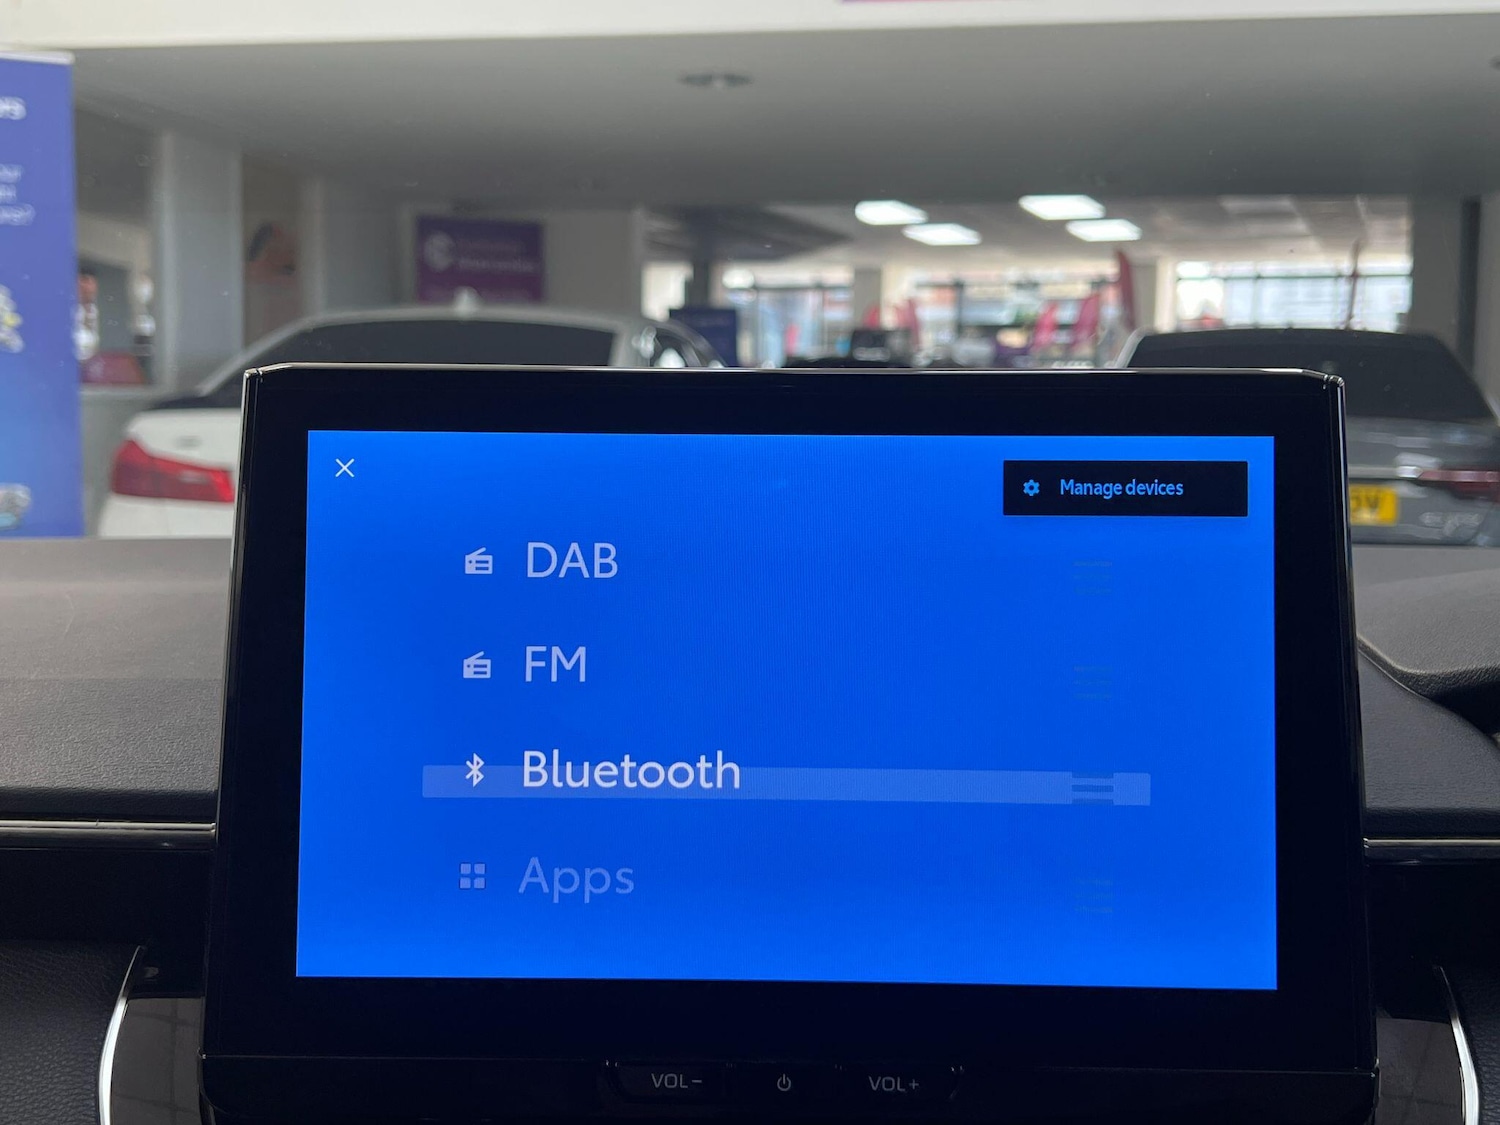 Manage devices
DAB
FM
Bluetooth
Apps
VOL−
VOL+